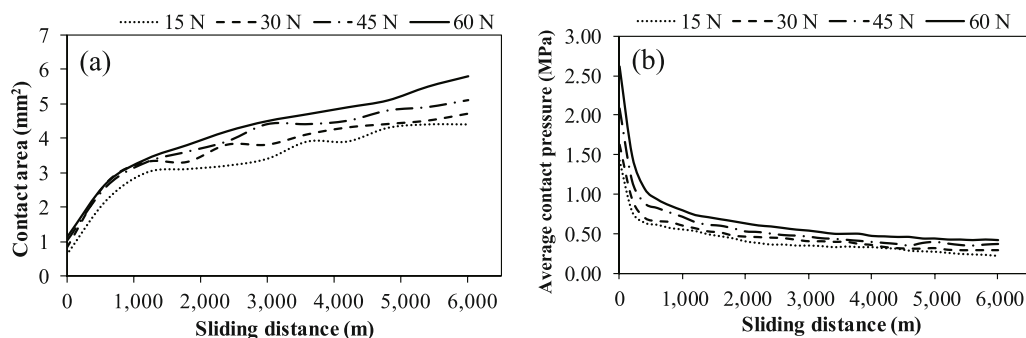 15 N 30 N 45 N 60 N
(a)
Contact area (mm²)
7
6
5
4
3
2
1
0
0 1,000 2,000 3,000 4,000 5,000 6,000
Sliding distance (m)
15 N 30 N 45 N 60 N
(b)
Average contact pressure (MPa)
3.00
2.50
2.00
1.50
1.00
0.50
0.00
0 1,000 2,000 3,000 4,000 5,000 6,000
Sliding distance (m)